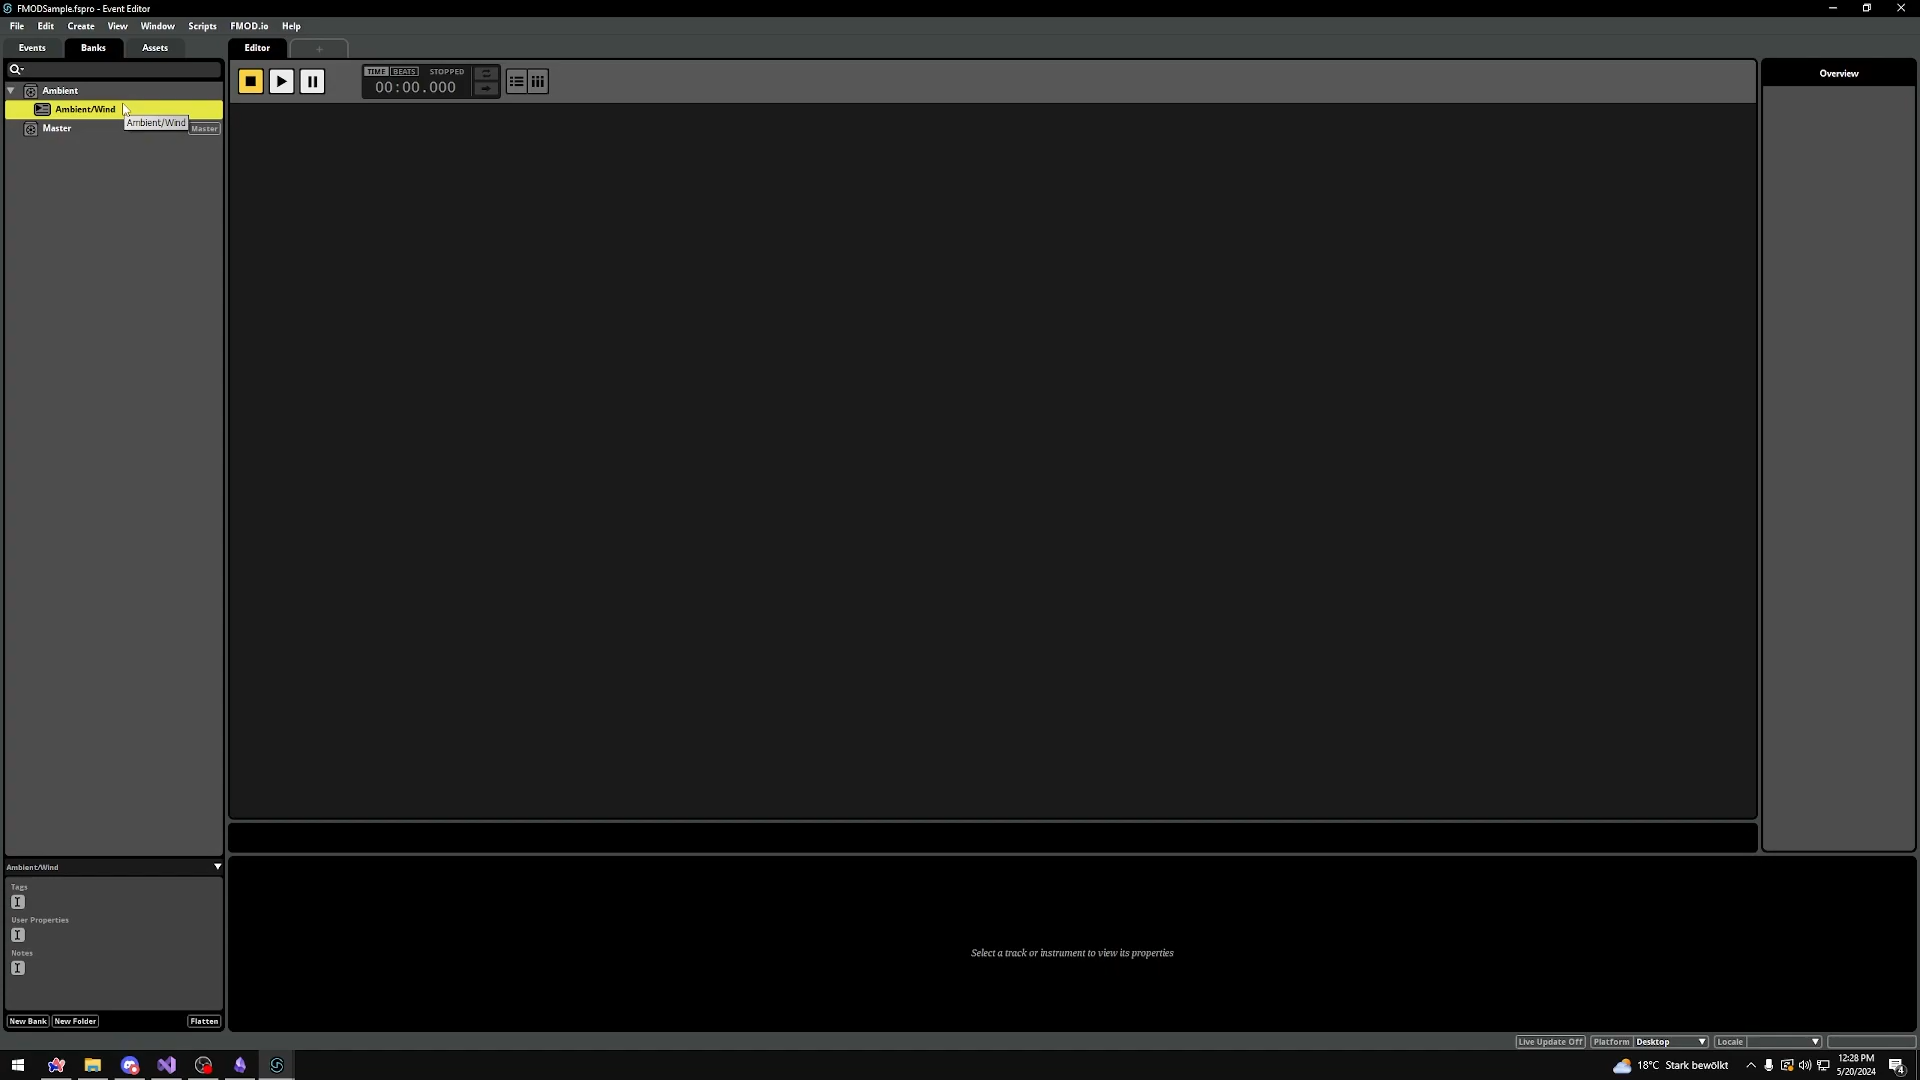 FMODSample.fspro - Event Editor
File Edit Create View Window Scripts FMOD.io Help
Events Banks Assets Editor +
TIME BEATS STOPPED
00:00.000
Overview
Ambient
Ambient/Wind
Ambient/Wind
Master Master
Ambient/Wind
Tags
User Properties
Notes
Select a track or instrument to view its properties
New Bank New Folder Flatten
Live Update Off Platform Desktop Locale
18°C Stark bewölkt
12:28 PM
5/20/2024
4